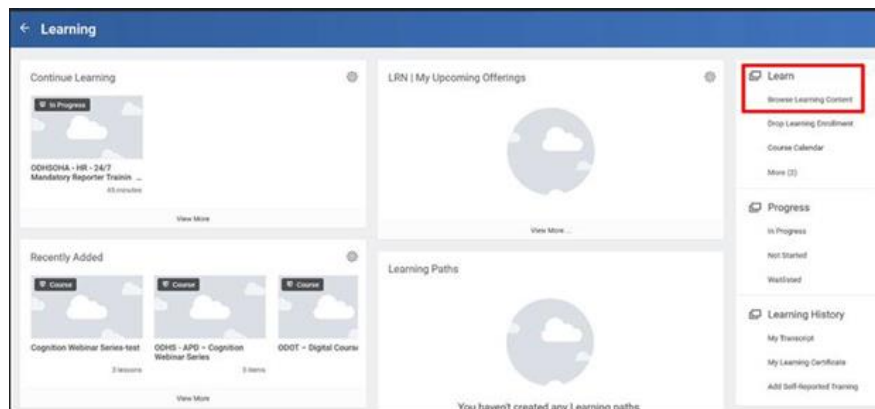 Learning
Continue Learning
In Progress
ODHSOHA - HR - 24/7
Mandatory Reporter Trainin ...
45 minutes
View More
Recently Added
Course
Course
Course
Cognition Webinar Series-test
ODHS - APD – Cognition
Webinar Series
ODOT – Digital Course
3 lessons
5 items
View More
LRN | My Upcoming Offerings
View More ...
Learning Paths
You haven't created any Learning paths.
Learn
Browse Learning Content
Drop Learning Enrollment
Course Calendar
More (2)
Progress
In Progress
Not Started
Waitlisted
Learning History
My Transcript
My Learning Certificate
Add Self-Reported Training